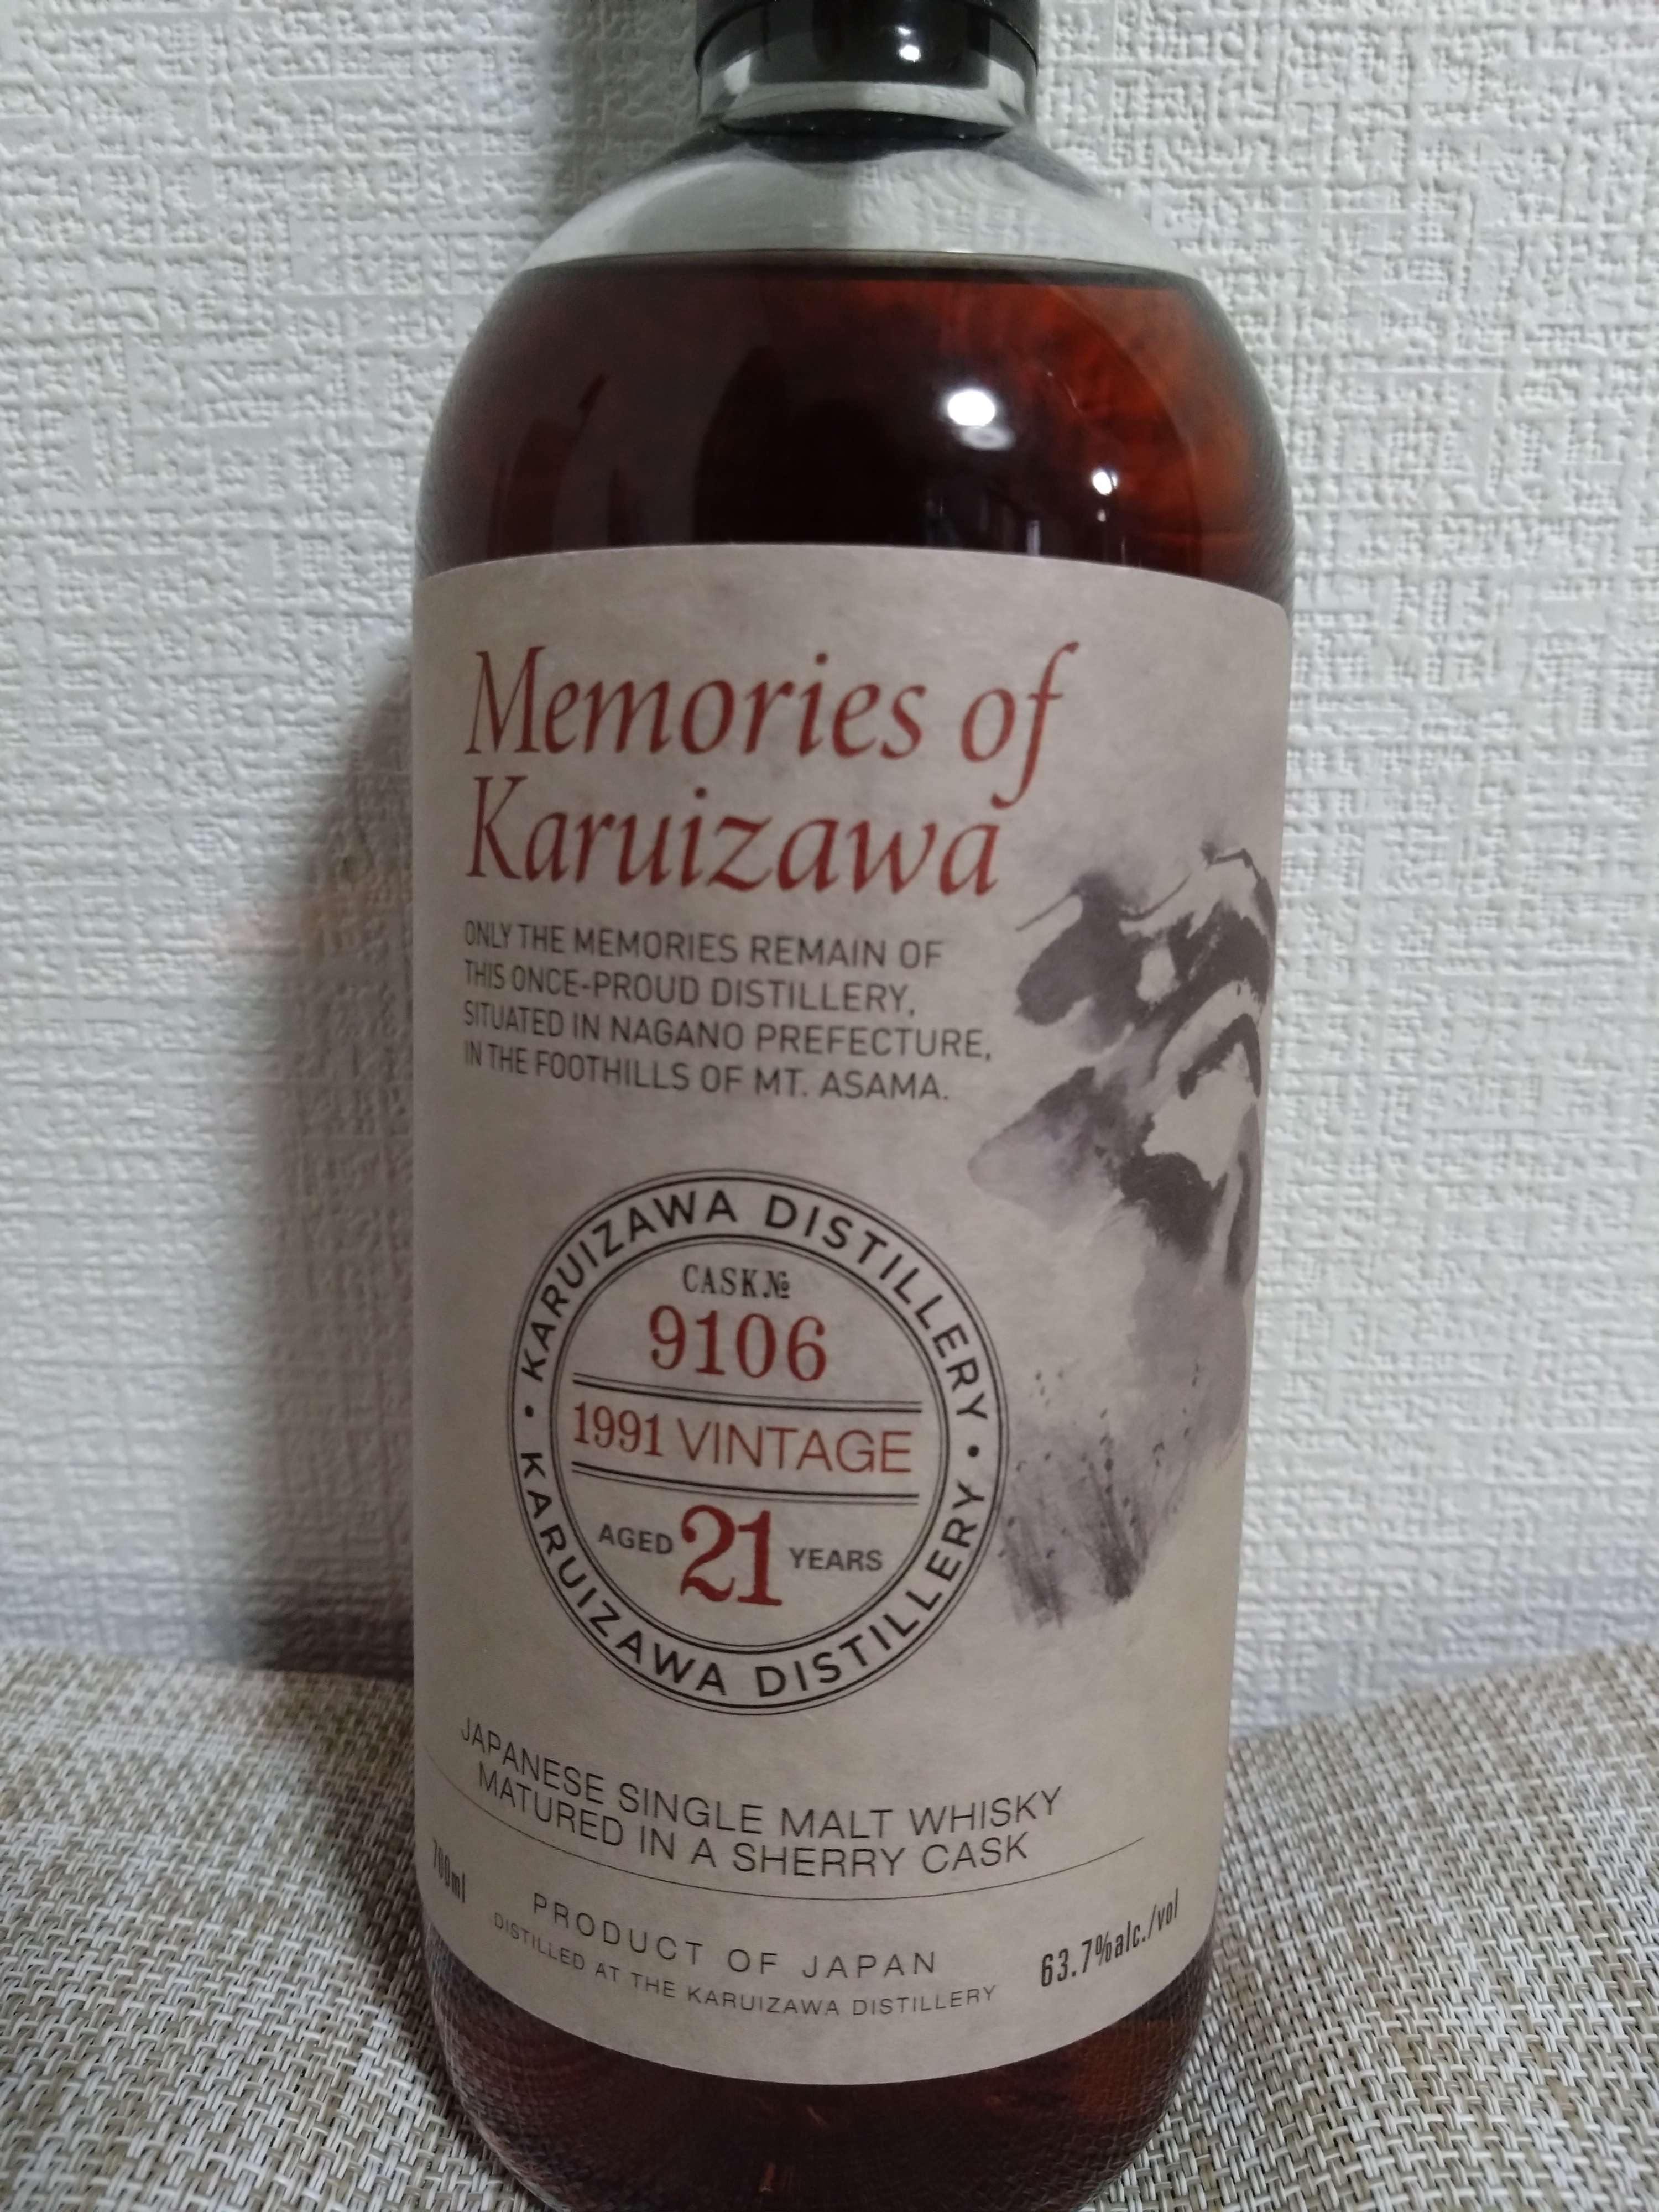 Memories of
Karuizawa
ONLY THE MEMORIES REMAIN OF
THIS ONCE-PROUD DISTILLERY,
SITUATED IN NAGANO PREFECTURE,
IN THE FOOTHILLS OF MT. ASAMA.
KARUIZAWA DISTILLERY •
CASK №
9106
1991 VINTAGE
AGED 21 YEARS
KARUIZAWA DISTILLERY •
JAPANESE SINGLE MALT WHISKY
MATURED IN A SHERRY CASK
700ml
PRODUCT OF JAPAN
63.7%alc./vol
DISTILLED AT THE KARUIZAWA DISTILLERY